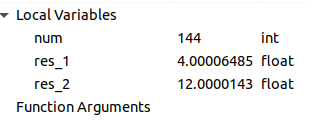 Local Variables
num 144 int
res_1 4.00006485 float
res_2 12.0000143 float
Function Arguments